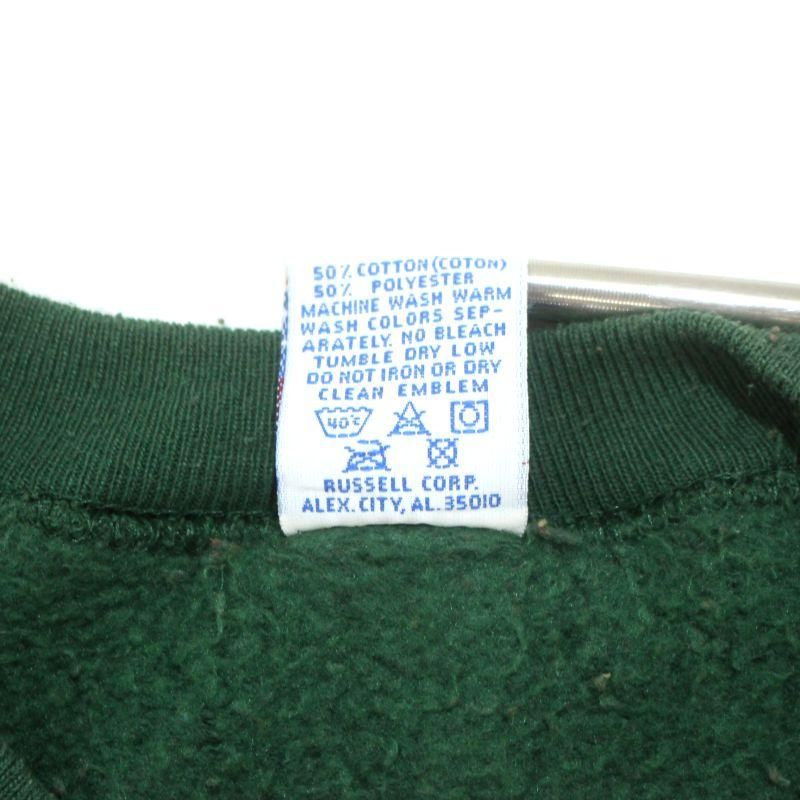 50% COTTON (COTON)
50% POLYESTER
MACHINE WASH WARM
WASH COLORS SEP-
ARATELY. NO BLEACH
TUMBLE DRY LOW
DO NOT IRON OR DRY
CLEAN EMBLEM
40°C
RUSSELL CORP.
ALEX. CITY, AL. 35010